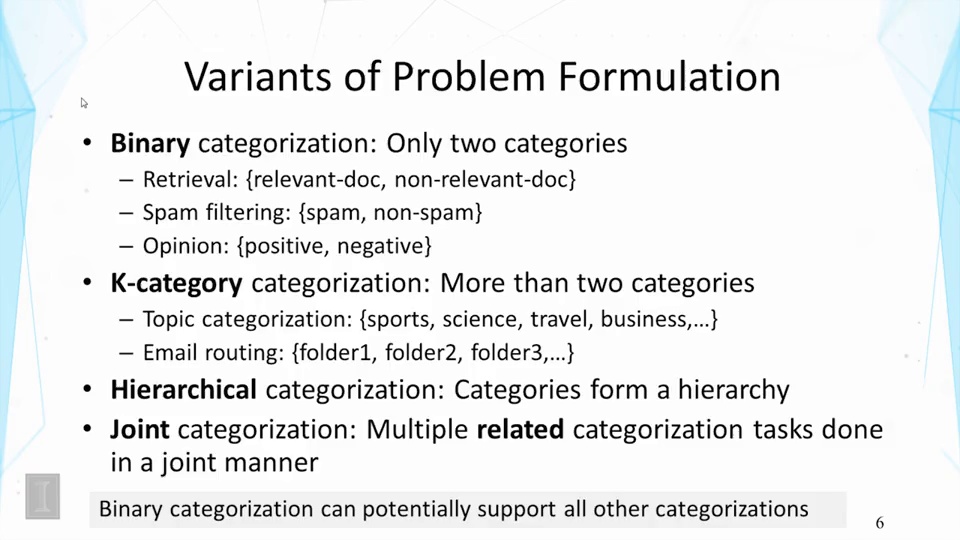 Variants of Problem Formulation
• Binary categorization: Only two categories
– Retrieval: {relevant-doc, non-relevant-doc}
– Spam filtering: {spam, non-spam}
– Opinion: {positive, negative}
• K-category categorization: More than two categories
– Topic categorization: {sports, science, travel, business,…}
– Email routing: {folder1, folder2, folder3,…}
• Hierarchical categorization: Categories form a hierarchy
• Joint categorization: Multiple related categorization tasks done
in a joint manner
I
Binary categorization can potentially support all other categorizations
6